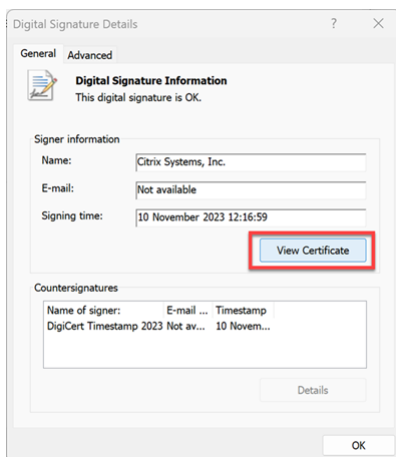 Digital Signature Details ? ×
General Advanced
Digital Signature Information
This digital signature is OK.
Signer information
Name: Citrix Systems, Inc.
E-mail: Not available
Signing time: 10 November 2023 12:16:59
View Certificate
Countersignatures
Name of signer: E-mail ... Timestamp
DigiCert Timestamp 2023 Not av... 10 Novem...
Details
OK